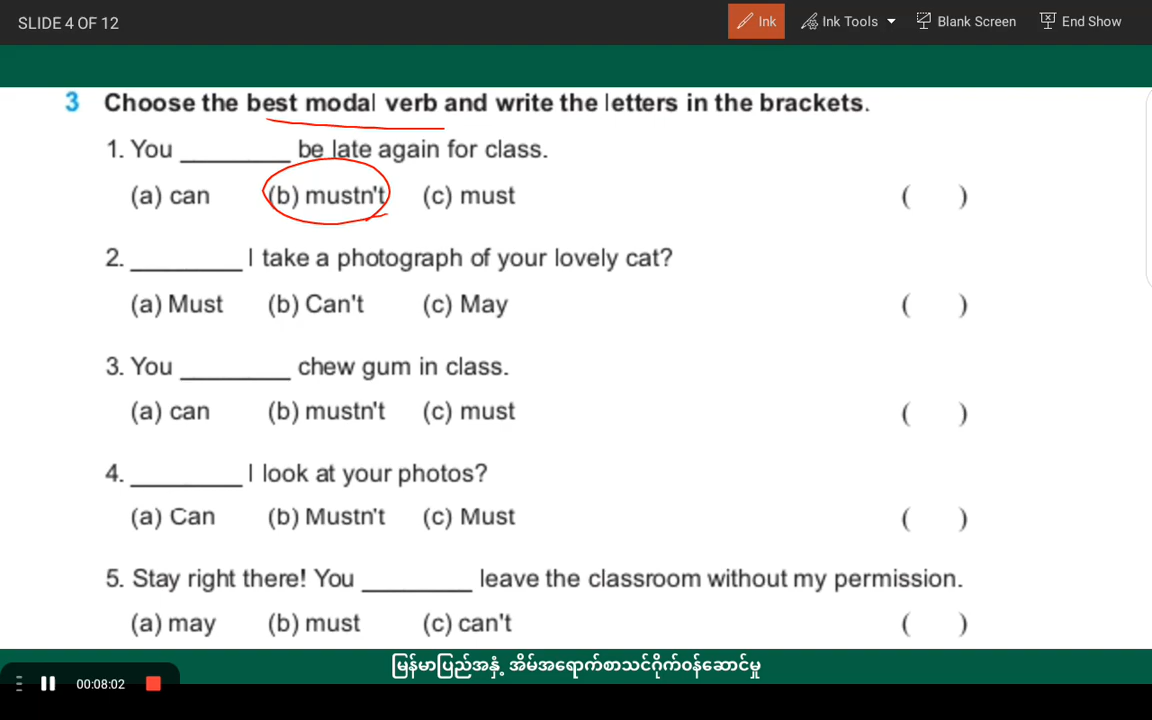 SLIDE 4 OF 12
Ink
Ink Tools
Blank Screen
End Show
3 Choose the best modal verb and write the letters in the brackets.
1. You ________ be late again for class.
(a) can (b) mustn't (c) must ( )
2. ________ I take a photograph of your lovely cat?
(a) Must (b) Can't (c) May ( )
3. You ________ chew gum in class.
(a) can (b) mustn't (c) must ( )
4. ________ I look at your photos?
(a) Can (b) Mustn't (c) Must ( )
5. Stay right there! You ________ leave the classroom without my permission.
(a) may (b) must (c) can't ( )
မြန်မာပြည်အနှံ့ အိမ်အရောက်စာသင်ဂိုက်ဝန်ဆောင်မှု
00:08:02